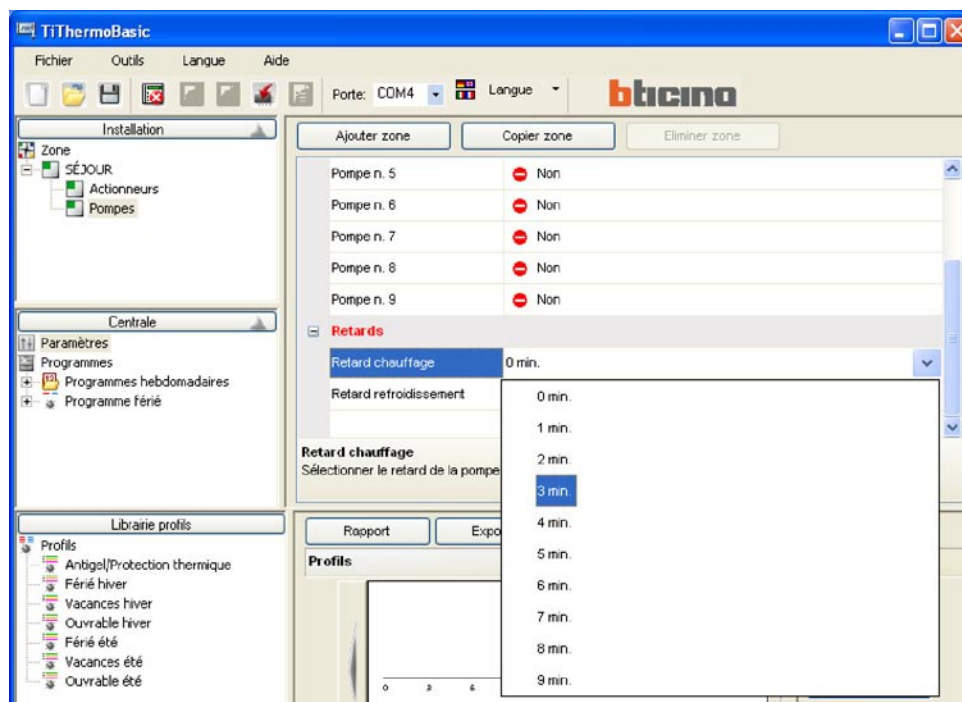 TiThermoBasic
Fichier Outils Langue Aide
Porte: COM4 Langue bticino
Installation
Zone
SÉJOUR
Actionneurs
Pompes
Centrale
Paramètres
Programmes
Programmes hebdomadaires
Programme férié
Librairie profils
Profils
Antigel/Protection thermique
Férié hiver
Vacances hiver
Ouvrable hiver
Férié été
Vacances été
Ouvrable été
Ajouter zone Copier zone Eliminer zone
Pompe n. 5 Non
Pompe n. 6 Non
Pompe n. 7 Non
Pompe n. 8 Non
Pompe n. 9 Non
Retards
Retard chauffage 0 min.
Retard refroidissement
0 min.
1 min.
2 min.
3 min.
4 min.
5 min.
6 min.
7 min.
8 min.
9 min.
Retard chauffage
Sélectionner le retard de la pompe
Rapport Expo
Profils
0 3 6